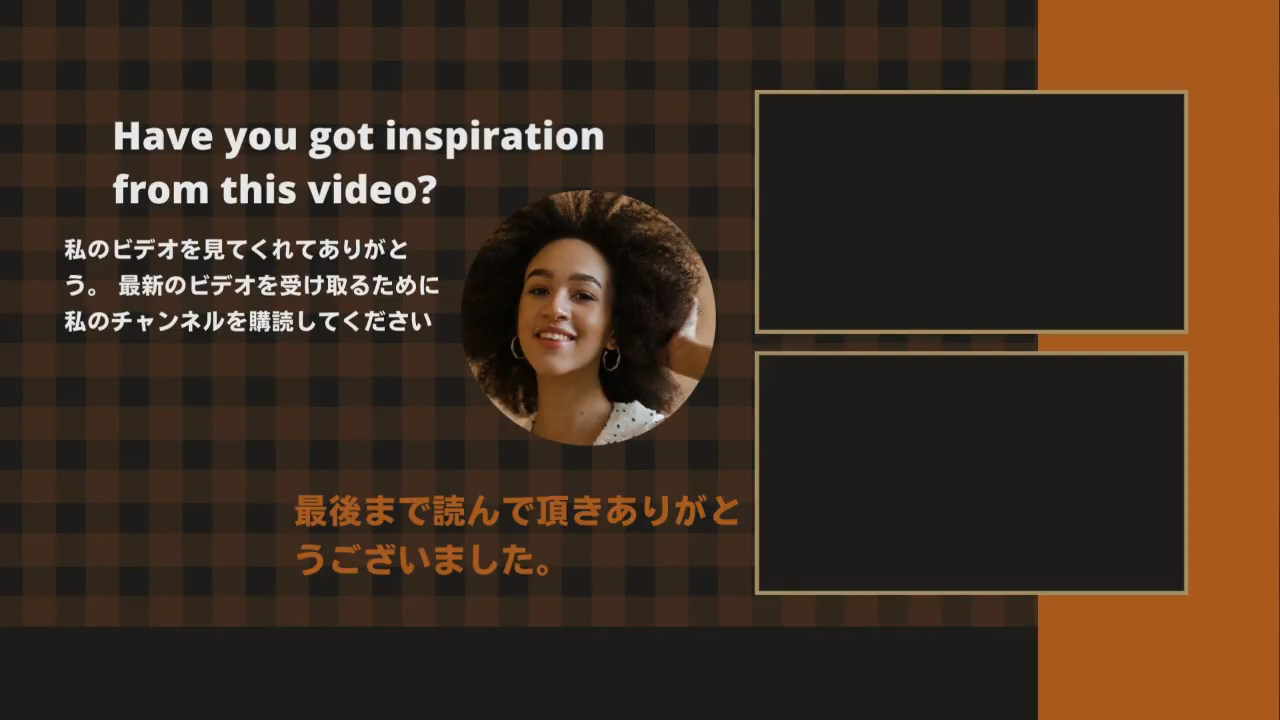 Have you got inspiration
from this video?
私のビデオを見てくれてありがと
う。 最新のビデオを受け取るために
私のチャンネルを購読してください
最後まで読んで頂きありがと
うございました。